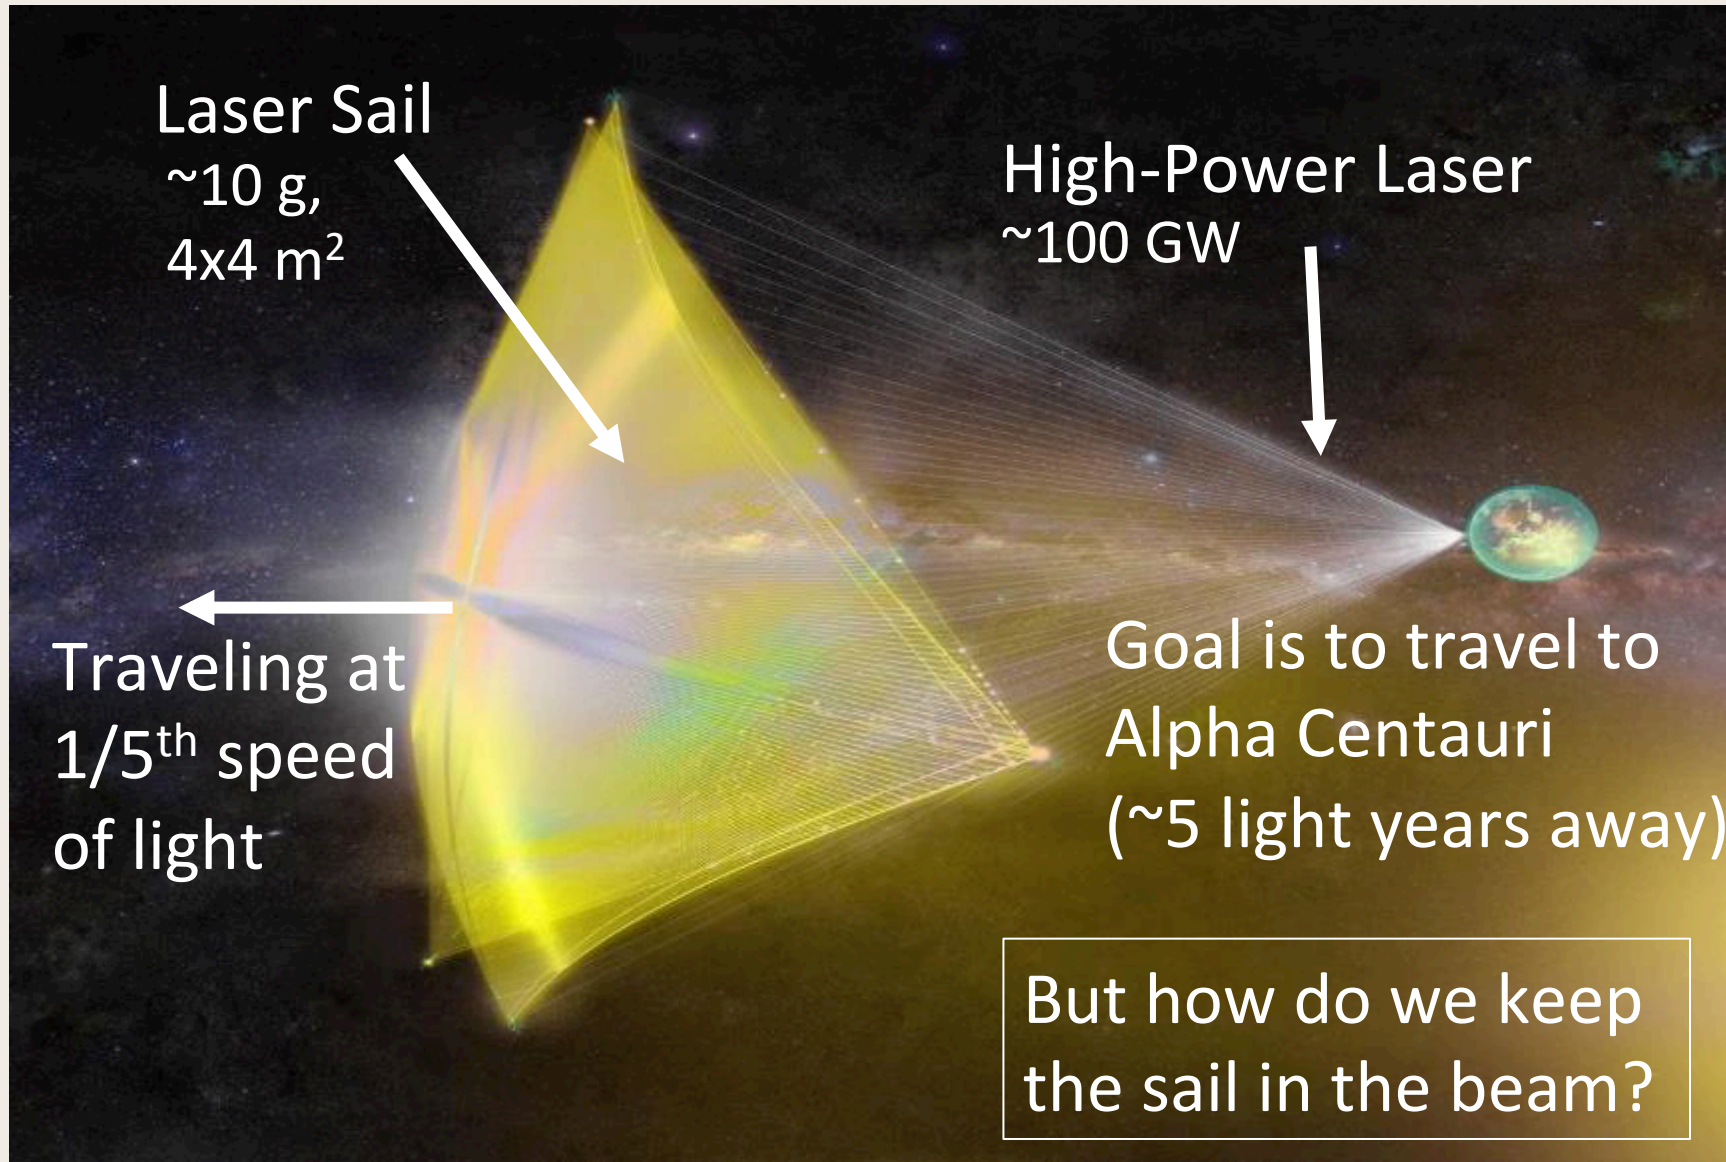 Laser Sail
~10 g,
4x4 m²
High-Power Laser
~100 GW
Traveling at
1/5ᵗʰ speed
of light
Goal is to travel to
Alpha Centauri
(~5 light years away)
But how do we keep
the sail in the beam?